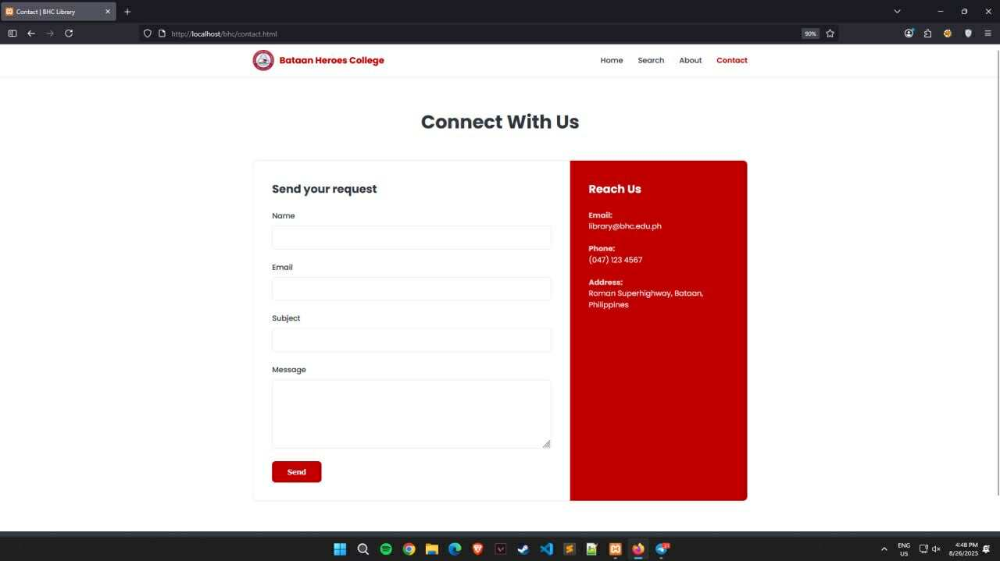 Contact | BHC Library
http://localhost/bhc/contact.html
90%
Bataan Heroes College
Home
Search
About
Contact
Connect With Us
Send your request
Name
Email
Subject
Message
Send
Reach Us
Email:
library@bhc.edu.ph
Phone:
(047) 123 4567
Address:
Roman Superhighway, Bataan,
Philippines
ENG
US
4:48 PM
8/26/2025